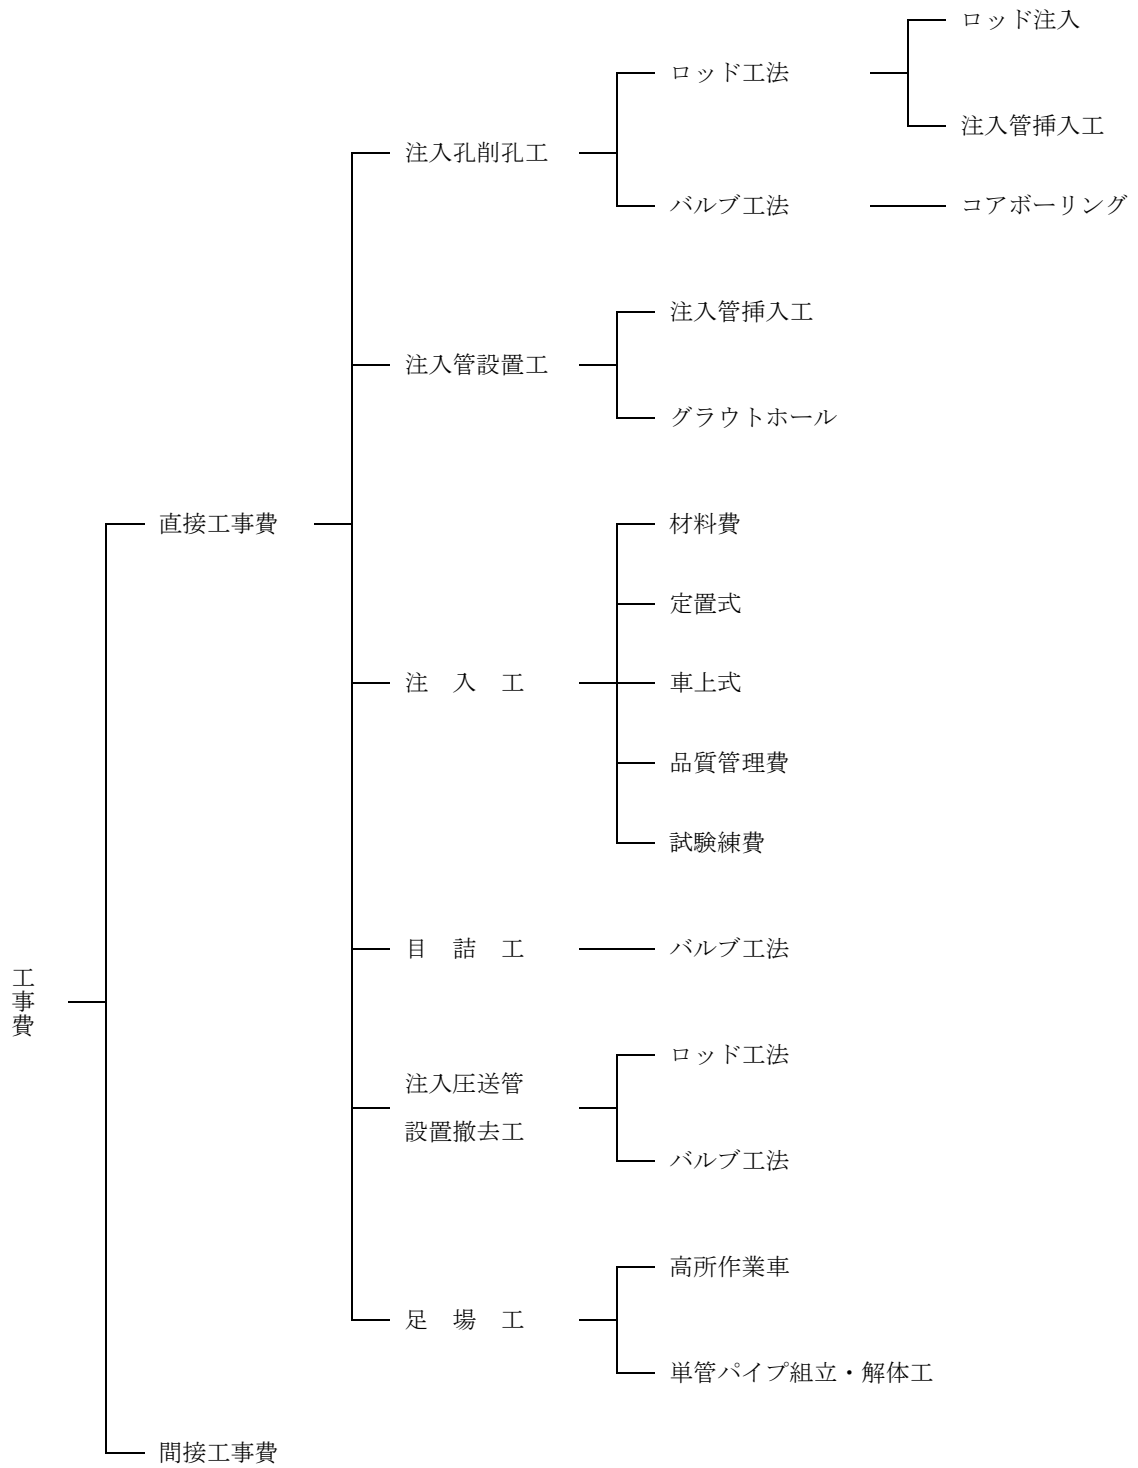 ロッド注入
ロッド工法
注入管挿入工
注入孔削孔工
バルブ工法
コアボーリング
注入管挿入工
注入管設置工
グラウトホール
直接工事費
材料費
定置式
注　入　工
車上式
品質管理費
試験練費
目　詰　工
バルブ工法
工事費
ロッド工法
注入圧送管
設置撤去工
バルブ工法
高所作業車
足　場　工
単管パイプ組立・解体工
間接工事費